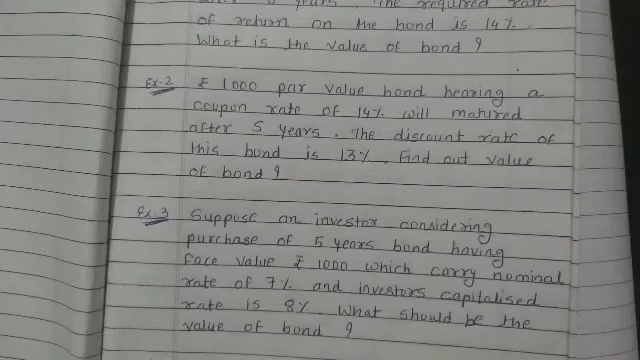 years. The required rate
of return on the bond is 14%.
What is the value of bond ?
Ex-2 ₹ 1000 par value bond bearing a
coupon rate of 14% will matured
after 5 years. The discount rate of
this bond is 13%. Find out value
of bond ?
Ex-3 Suppose an investor considering
purchase of 5 years bond having
face value ₹ 1000 which carry nominal
rate of 7% and investors capitalised
rate is 8%. What should be the
value of bond ?